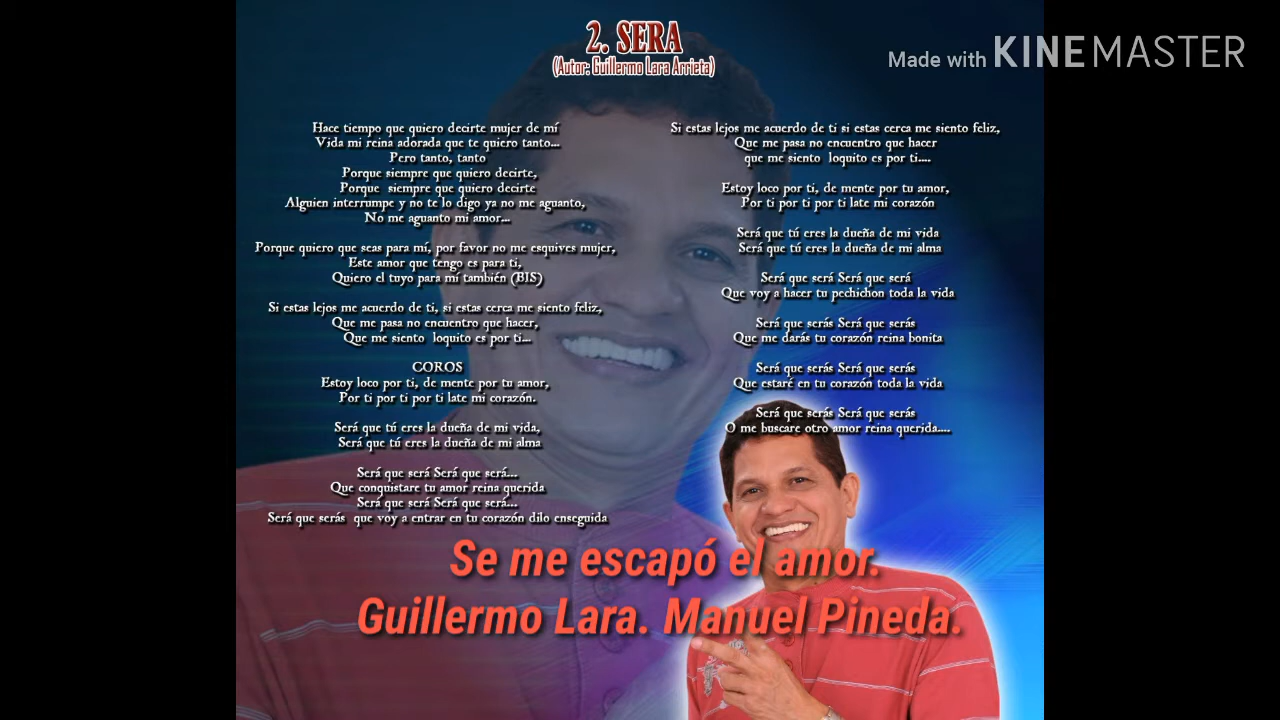 2. SERA
(Autor: Guillermo Lara Arrieta)
Made with KINEMASTER
Hace tiempo que quiero decirte mujer de mí
Vida mi reina adorada que te quiero tanto...
Pero tanto, tanto
Porque siempre que quiero decirte,
Porque siempre que quiero decirte
Alguien interrumpe y no te lo digo ya no me aguanto,
No me aguanto mi amor...
Porque quiero que seas para mí, por favor no me esquives mujer,
Este amor que tengo es para ti,
Quiero el tuyo para mí también (BIS)
Si estas lejos me acuerdo de ti, si estas cerca me siento feliz,
Que me pasa no encuentro que hacer,
Que me siento loquito es por ti...
COROS
Estoy loco por ti, de mente por tu amor,
Por ti por ti por ti late mi corazón.
Será que tú eres la dueña de mi vida,
Será que tú eres la dueña de mi alma
Será que será Será que será...
Que conquistare tu amor reina querida
Será que será Será que será...
Será que serás que voy a entrar en tu corazón dilo enseguida
Si estas lejos me acuerdo de ti si estas cerca me siento feliz,
Que me pasa no encuentro que hacer
que me siento loquito es por ti....
Estoy loco por ti, de mente por tu amor,
Por ti por ti por ti late mi corazón
Será que tú eres la dueña de mi vida
Será que tú eres la dueña de mi alma
Será que será Será que será
Que voy a hacer tu pechichon toda la vida
Será que serás Será que serás
Que me darás tu corazón reina bonita
Será que serás Será que serás
Que estaré en tu corazón toda la vida
Será que serás Será que serás
O me buscare otro amor reina querida....
Se me escapó el amor.
Guillermo Lara. Manuel Pineda.